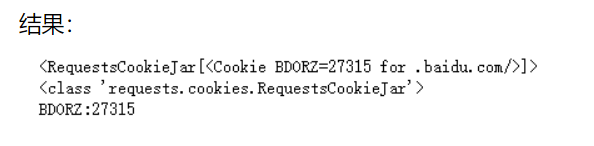 结果：
<RequestsCookieJar[<Cookie BDORZ=27315 for .baidu.com/>]>
<class 'requests.cookies.RequestsCookieJar'>
BDORZ:27315